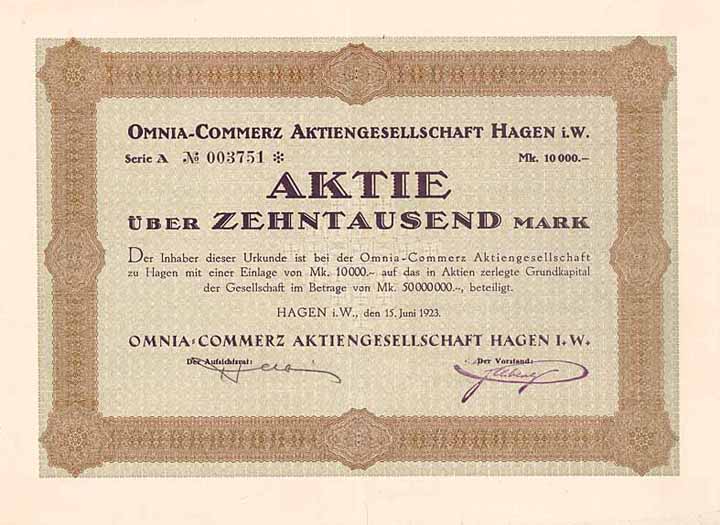 OMNIA-COMMERZ AKTIENGESELLSCHAFT HAGEN i.W.
Serie A № 003751 * Mk. 10 000.–
AKTIE
ÜBER ZEHNTAUSEND MARK
Der Inhaber dieser Urkunde ist bei der Omnia-Commerz Aktiengesellschaft
zu Hagen mit einer Einlage von Mk. 10000.– auf das in Aktien zerlegte Grundkapital
der Gesellschaft im Betrage von Mk. 50000000.–, beteiligt.
HAGEN i.W., den 15. Juni 1923.
OMNIA-COMMERZ AKTIENGESELLSCHAFT HAGEN I.W.
Der Aufsichtsrat: Der Vorstand: